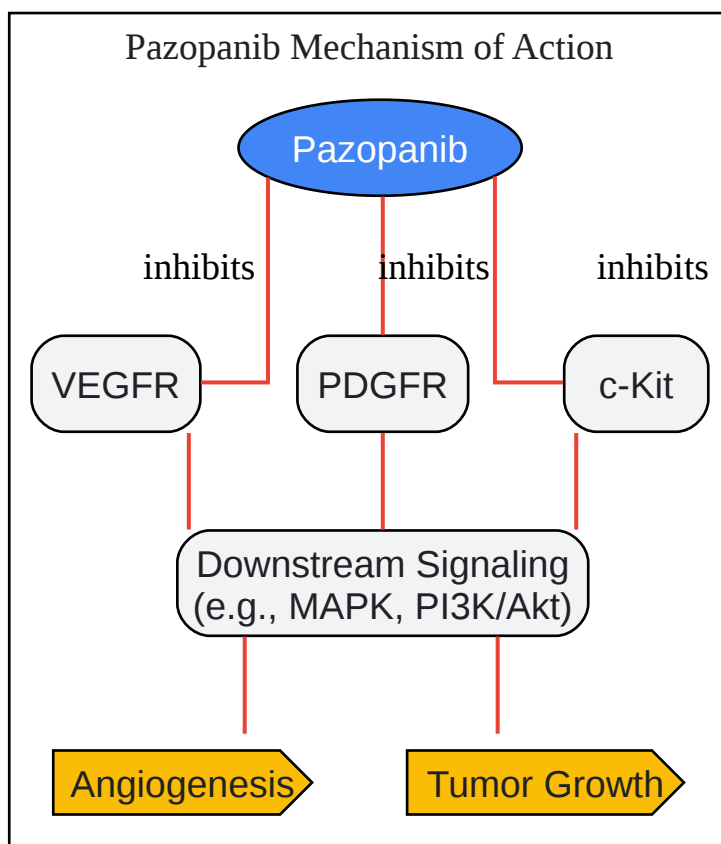 Pazopanib Mechanism of Action
Pazopanib
inhibits
inhibits
inhibits
VEGFR
PDGFR
c-Kit
Downstream Signaling
(e.g., MAPK, PI3K/Akt)
Angiogenesis
Tumor Growth